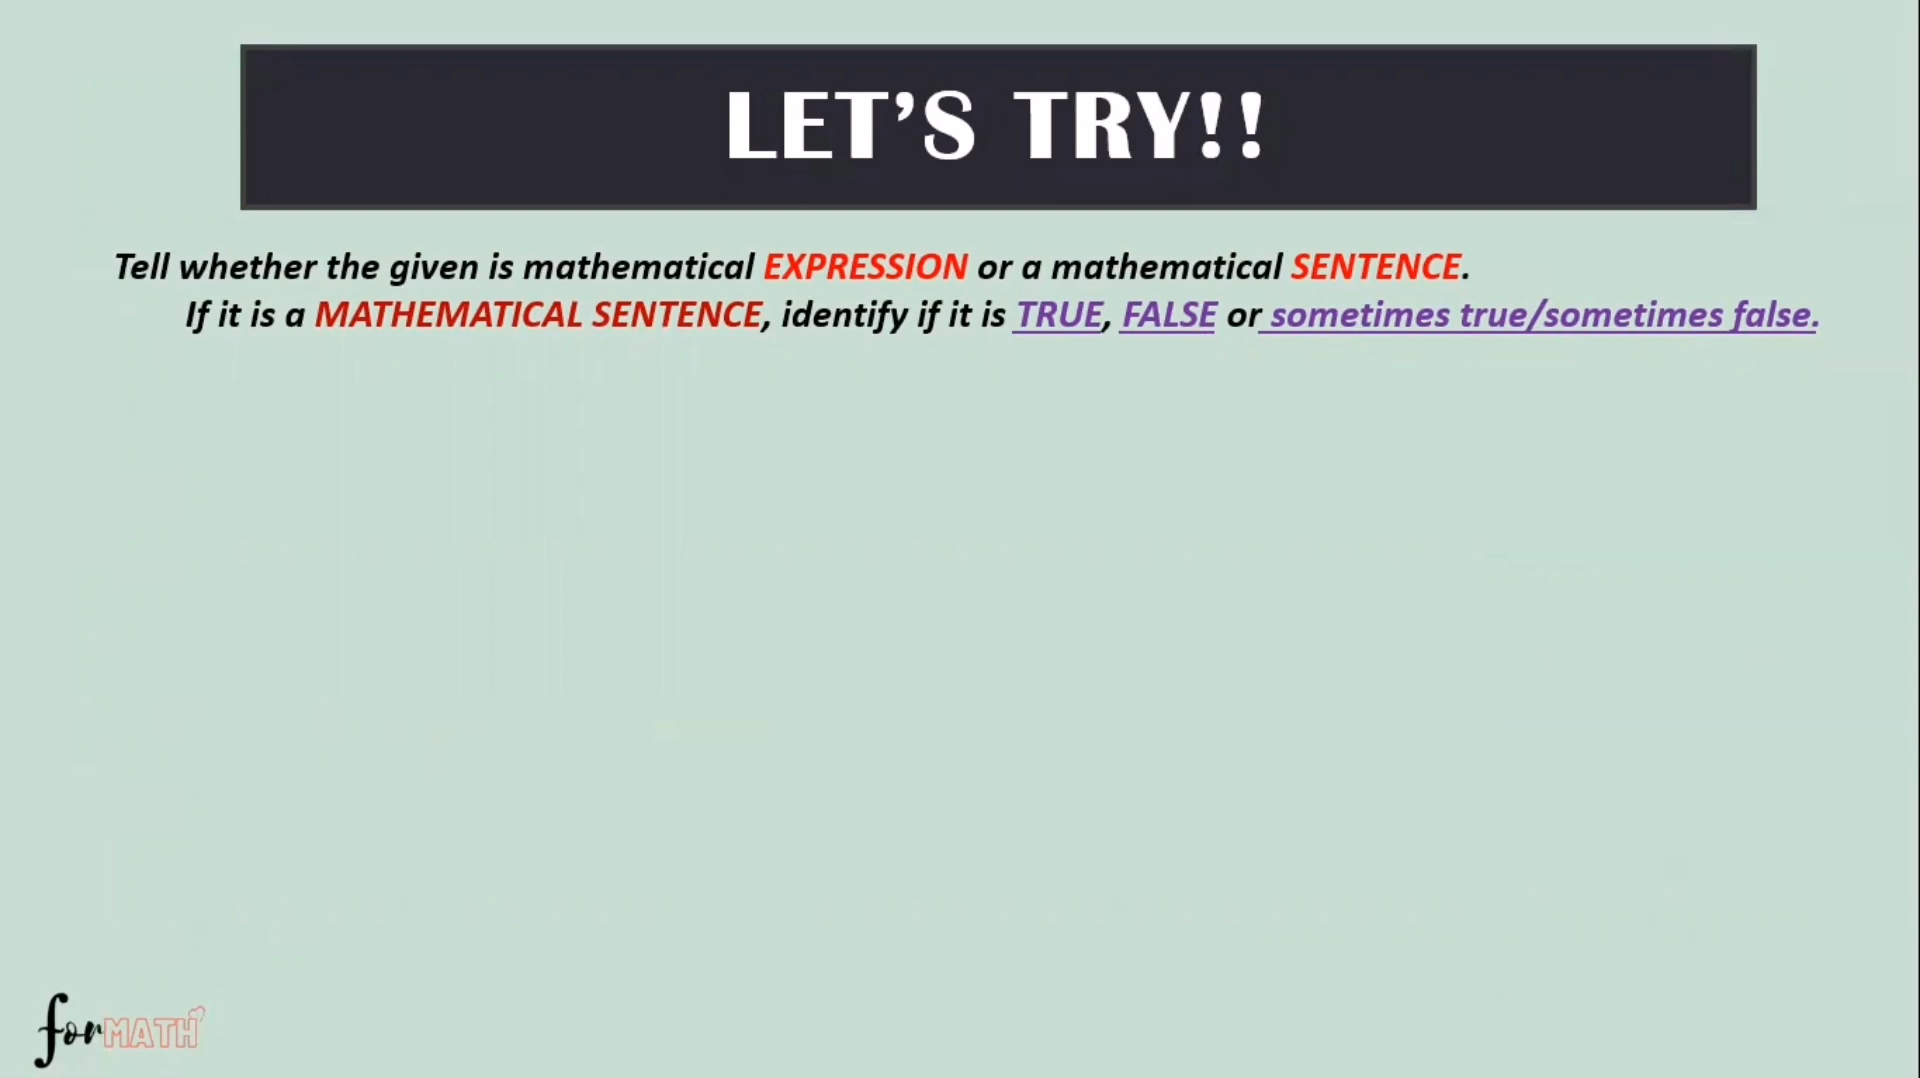 LET’S TRY!!
Tell whether the given is mathematical EXPRESSION or a mathematical SENTENCE.
If it is a MATHEMATICAL SENTENCE, identify if it is TRUE, FALSE or sometimes true/sometimes false.
forMATH